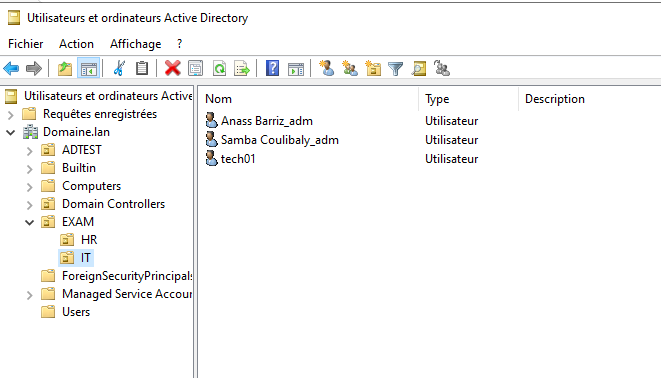 Utilisateurs et ordinateurs Active Directory
Fichier Action Affichage ?
Utilisateurs et ordinateurs Active
Requêtes enregistrées
Domaine.lan
ADTEST
Builtin
Computers
Domain Controllers
EXAM
HR
IT
ForeignSecurityPrincipals
Managed Service Accour
Users
Nom Type Description
Anass Barriz_adm Utilisateur
Samba Coulibaly_adm Utilisateur
tech01 Utilisateur